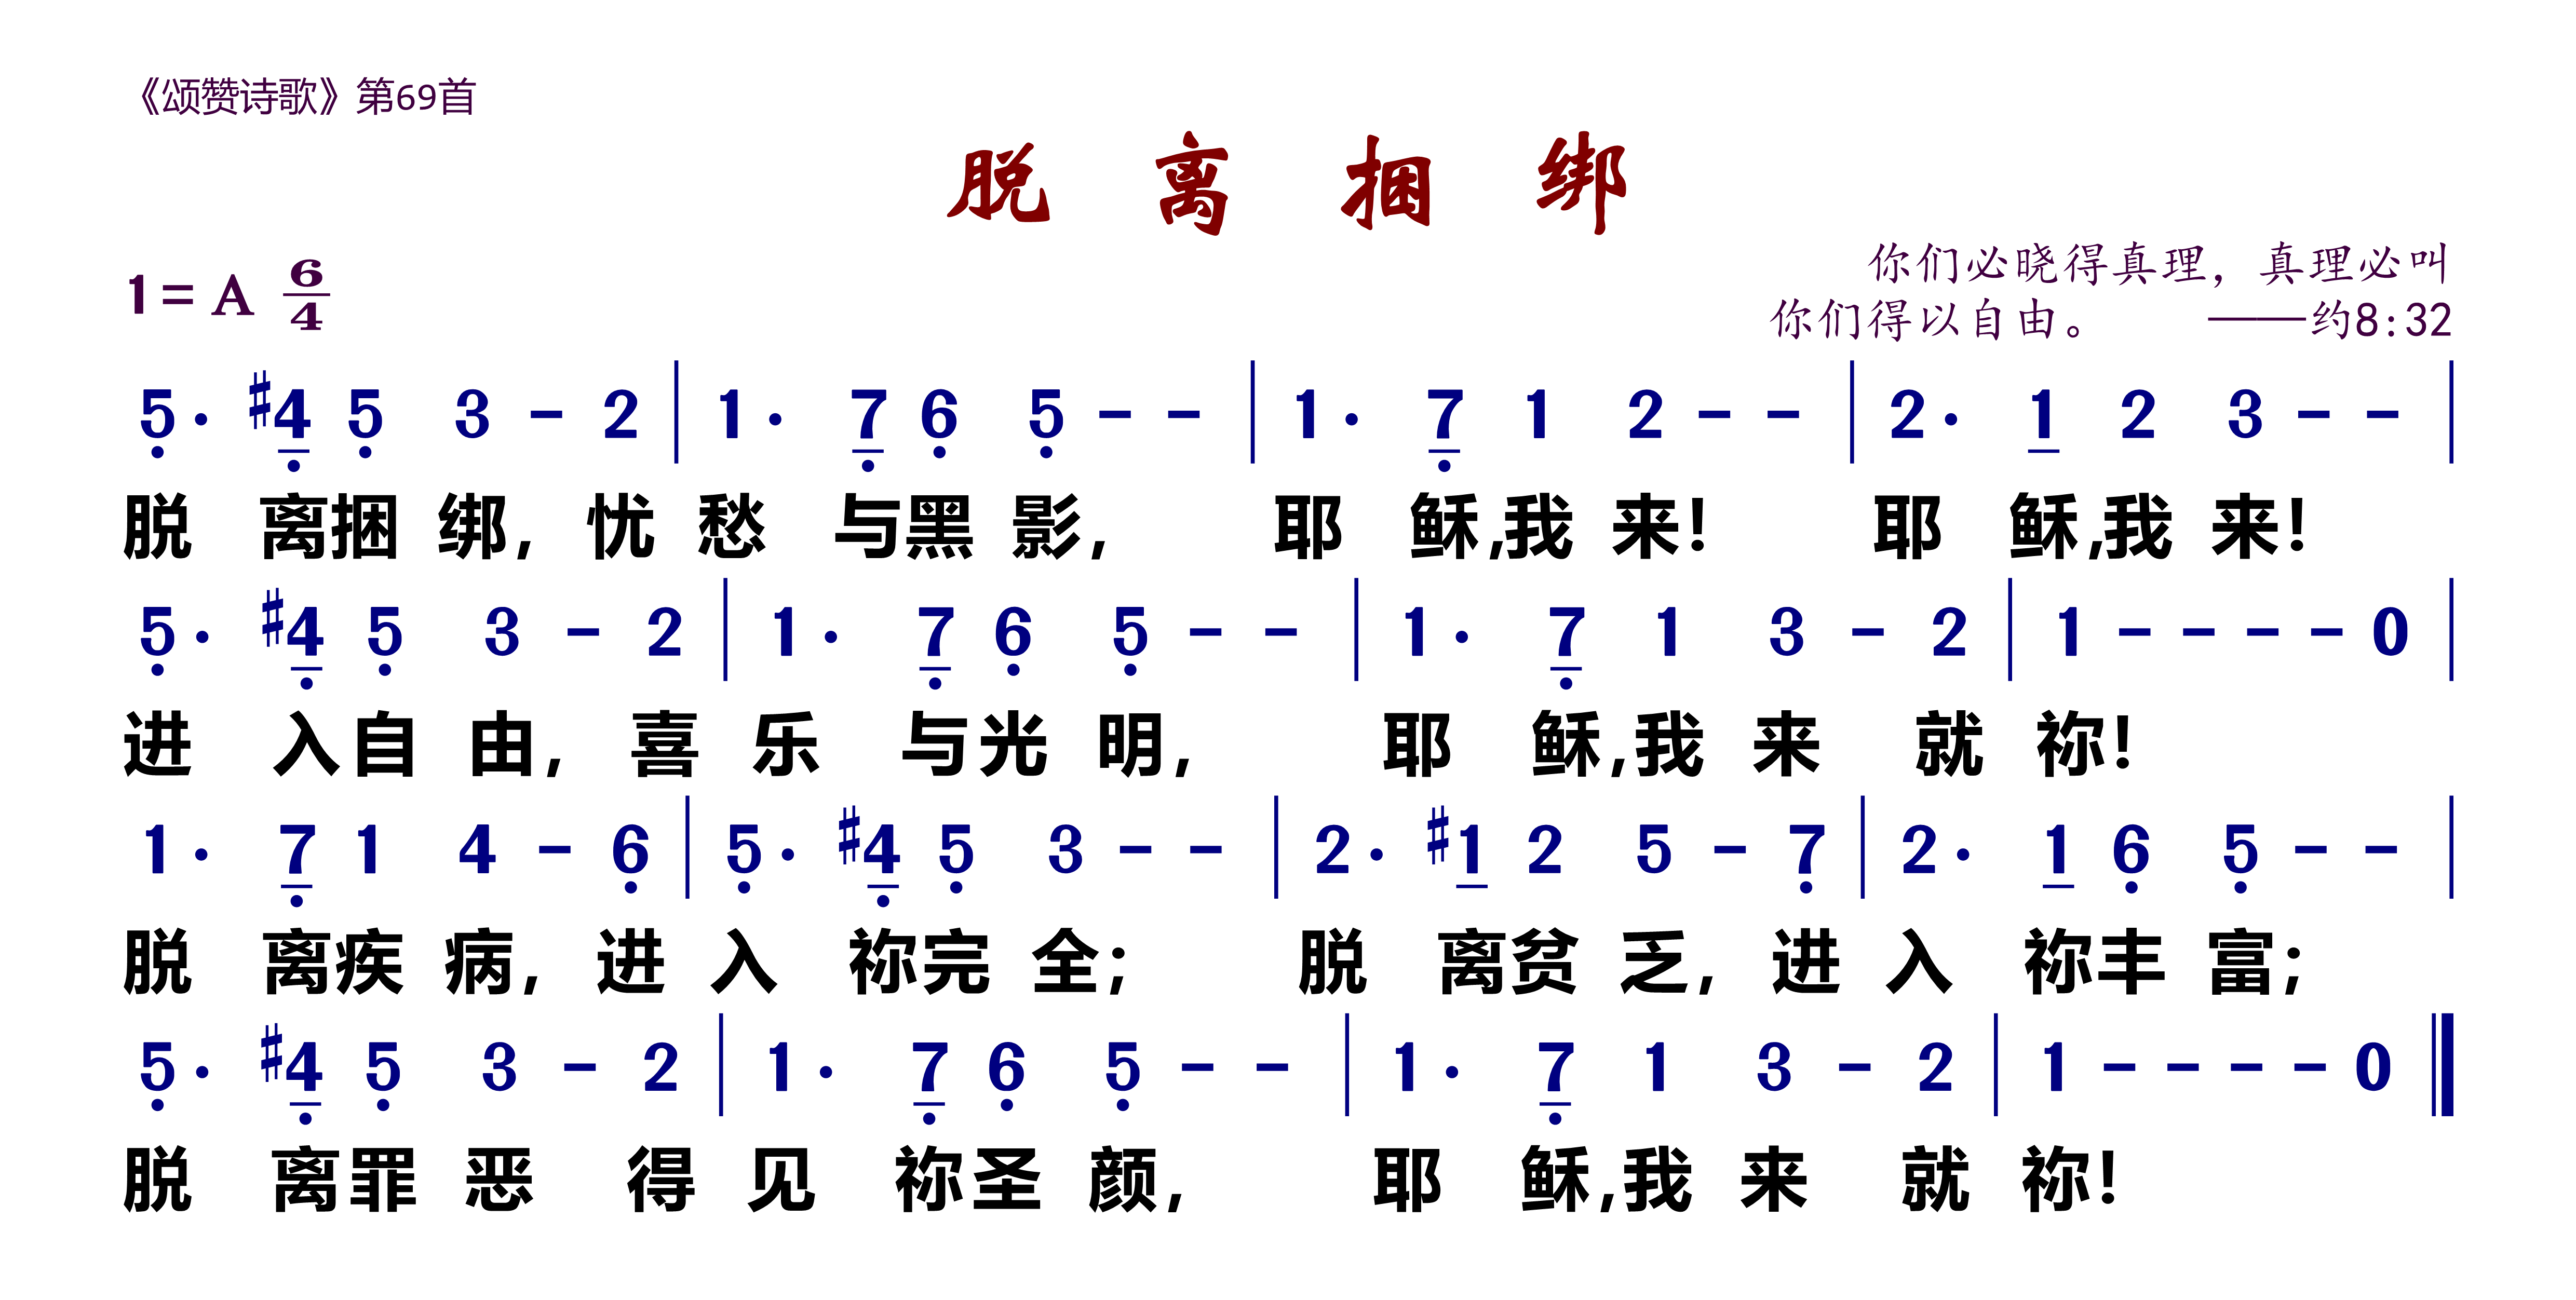 《颂赞诗歌》第69首
脱 离 捆 绑
1= A 6/4
你们必晓得真理，真理必叫
你们得以自由。 ——约8:32
5̣ · #4̣ 5̣ 3 - 2 | 1 · 7̣ 6̣ 5̣ - - | 1 · 7̣ 1 2 - - | 2 · 1 2 3 - - |
脱 离捆 绑, 忧 愁 与黑 影, 耶 稣,我 来! 耶 稣,我 来!
5̣ · #4̣ 5̣ 3 - 2 | 1 · 7̣ 6̣ 5̣ - - | 1 · 7̣ 1 3 - 2 | 1 - - - - 0 |
进 入自 由, 喜 乐 与光 明, 耶 稣,我 来 就 祢!
1 · 7̣ 1 4 - 6̣ | 5̣ · #4̣ 5̣ 3 - - | 2 · #1 2 5 - 7̣ | 2 · 1 6̣ 5̣ - - |
脱 离疾 病, 进 入 祢完 全; 脱 离贫 乏, 进 入 祢丰 富;
5̣ · #4̣ 5̣ 3 - 2 | 1 · 7̣ 6̣ 5̣ - - | 1 · 7̣ 1 3 - 2 | 1 - - - - 0 ‖
脱 离罪 恶 得 见 祢圣 颜, 耶 稣,我 来 就 祢!